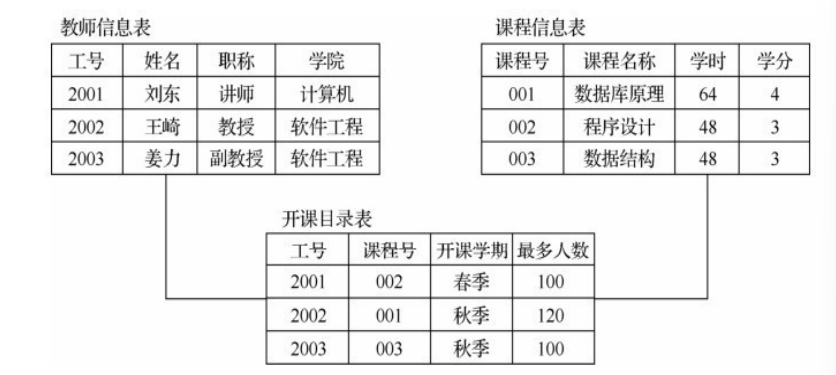 教师信息表
工号 姓名 职称 学院
2001 刘东 讲师 计算机
2002 王崎 教授 软件工程
2003 姜力 副教授 软件工程
课程信息表
课程号 课程名称 学时 学分
001 数据库原理 64 4
002 程序设计 48 3
003 数据结构 48 3
开课目录表
工号 课程号 开课学期 最多人数
2001 002 春季 100
2002 001 秋季 120
2003 003 秋季 100